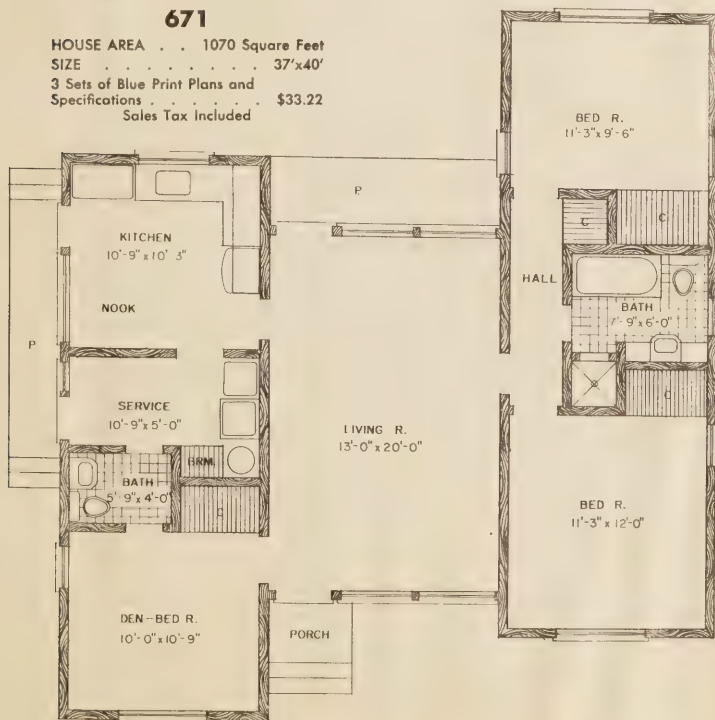 671
HOUSE AREA . . 1070 Square Feet
SIZE . . . . . . . . 37'x40'
3 Sets of Blue Print Plans and
Specifications . . . . . . $33.22
Sales Tax Included
BED R.
11'-3" x 9'-6"
P.
C
C
KITCHEN
10'-9" x 10' 3"
NOOK
HALL
BATH
7'-9" x 6'-0"
P
SERVICE
10'-9" x 5'-0"
LIVING R.
13'-0" x 20'-0"
C
BRM.
BATH
5'-9" x 4'-0"
C
BED R.
11'-3" x 12'-0"
DEN-BED R.
10'-0" x 10'-9"
PORCH